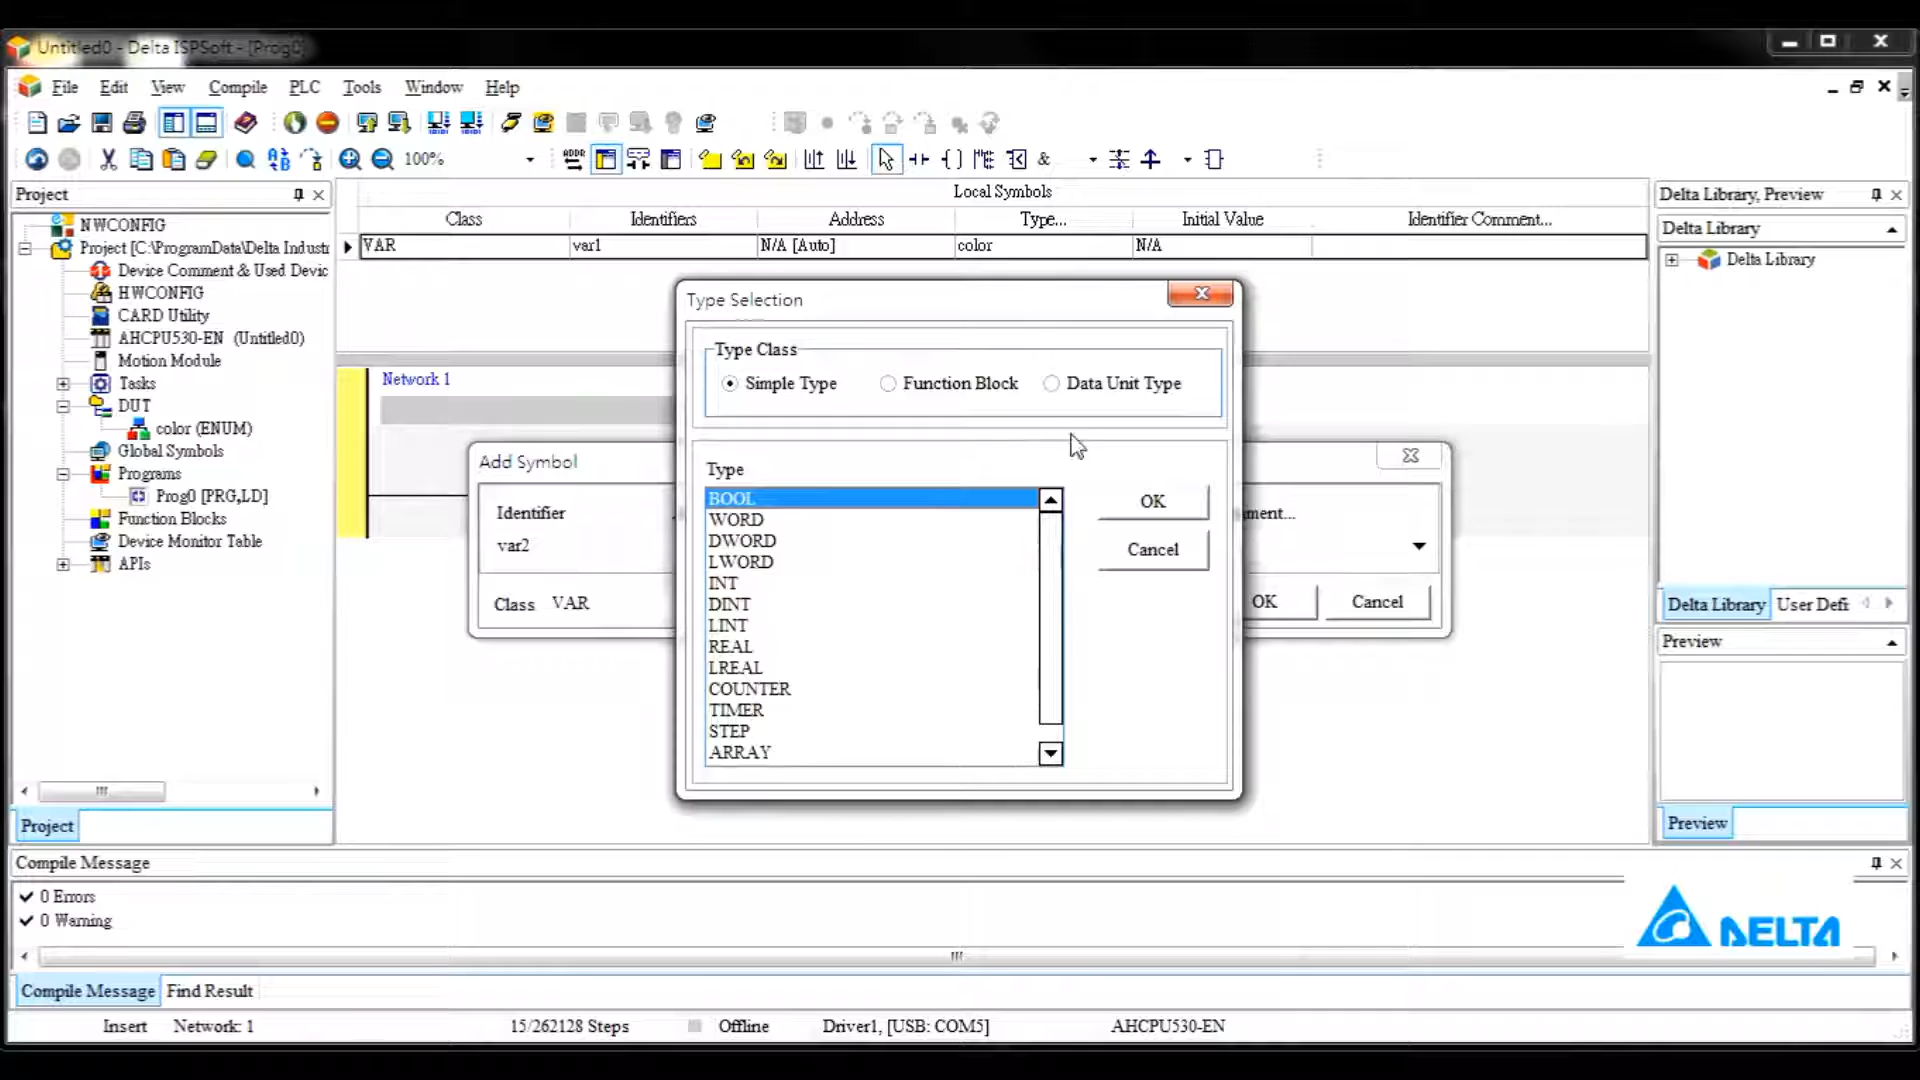 Untitled0 - Delta ISPSoft - [Prog0]
File Edit View Compile PLC Tools Window Help
100%
ADDR
&
Project
NWCONFIG
Project [C:\ProgramData\Delta Industr
Device Comment & Used Devic
HWCONFIG
CARD Utility
AHCPU530-EN (Untitled0)
Motion Module
Tasks
DUT
color (ENUM)
Global Symbols
Programs
Prog0 [PRG,LD]
Function Blocks
Device Monitor Table
APIs
Project
Local Symbols
Class Identifiers Address Type... Initial Value Identifier Comment...
VAR var1 N/A [Auto] color N/A
Network 1
Add Symbol
Identifier
var2
Class VAR
ment...
OK Cancel
Type Selection
Type Class
Simple Type Function Block Data Unit Type
Type
BOOL
WORD
DWORD
LWORD
INT
DINT
LINT
REAL
LREAL
COUNTER
TIMER
STEP
ARRAY
OK
Cancel
Delta Library, Preview
Delta Library
Delta Library
Delta Library User Defi
Preview
Preview
Compile Message
0 Errors
0 Warning
DELTA
Compile Message Find Result
Insert Network: 1 15/262128 Steps Offline Driver1, [USB: COM5] AHCPU530-EN